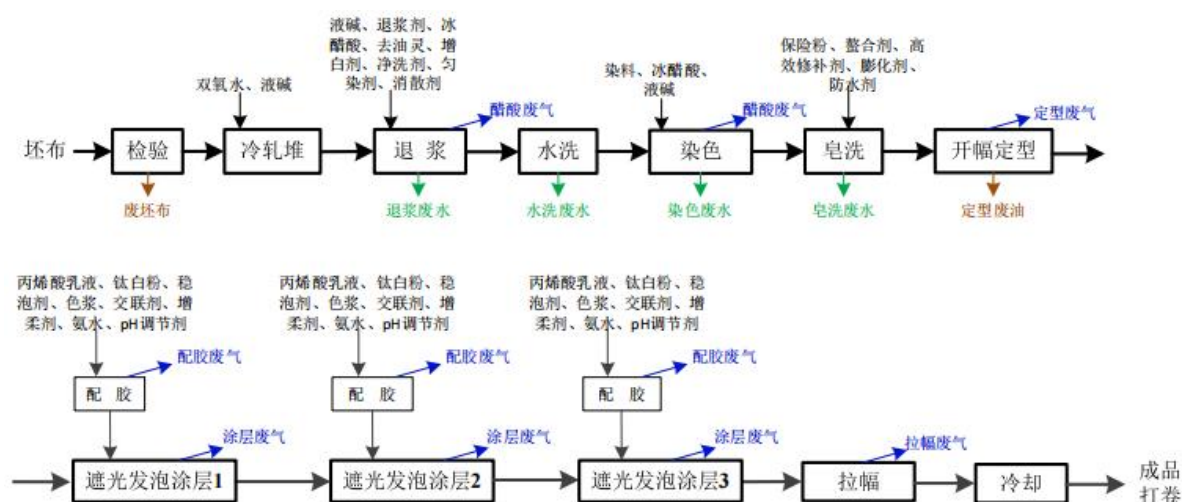 液碱、退浆剂、冰
醋酸、去油灵、增
白剂、净洗剂、匀
染剂、消散剂
双氧水、液碱
染料、冰醋酸、
液碱
保险粉、螯合剂、高
效修补剂、膨化剂、
防水剂
醋酸废气
醋酸废气
定型废气
坯布
检验
冷轧堆
退 浆
水洗
染色
皂洗
开幅定型
废坯布
退浆废水
水洗废水
染色废水
皂洗废水
定型废油
丙烯酸乳液、钛白粉、稳
泡剂、色浆、交联剂、增
柔剂、氨水、pH调节剂
丙烯酸乳液、钛白粉、稳
泡剂、色浆、交联剂、增
柔剂、氨水、pH调节剂
丙烯酸乳液、钛白粉、稳
泡剂、色浆、交联剂、增
柔剂、氨水、pH调节剂
配胶废气
配胶废气
配胶废气
配 胶
配 胶
配 胶
涂层废气
涂层废气
涂层废气
拉幅废气
遮光发泡涂层1
遮光发泡涂层2
遮光发泡涂层3
拉幅
冷却
成品
打卷